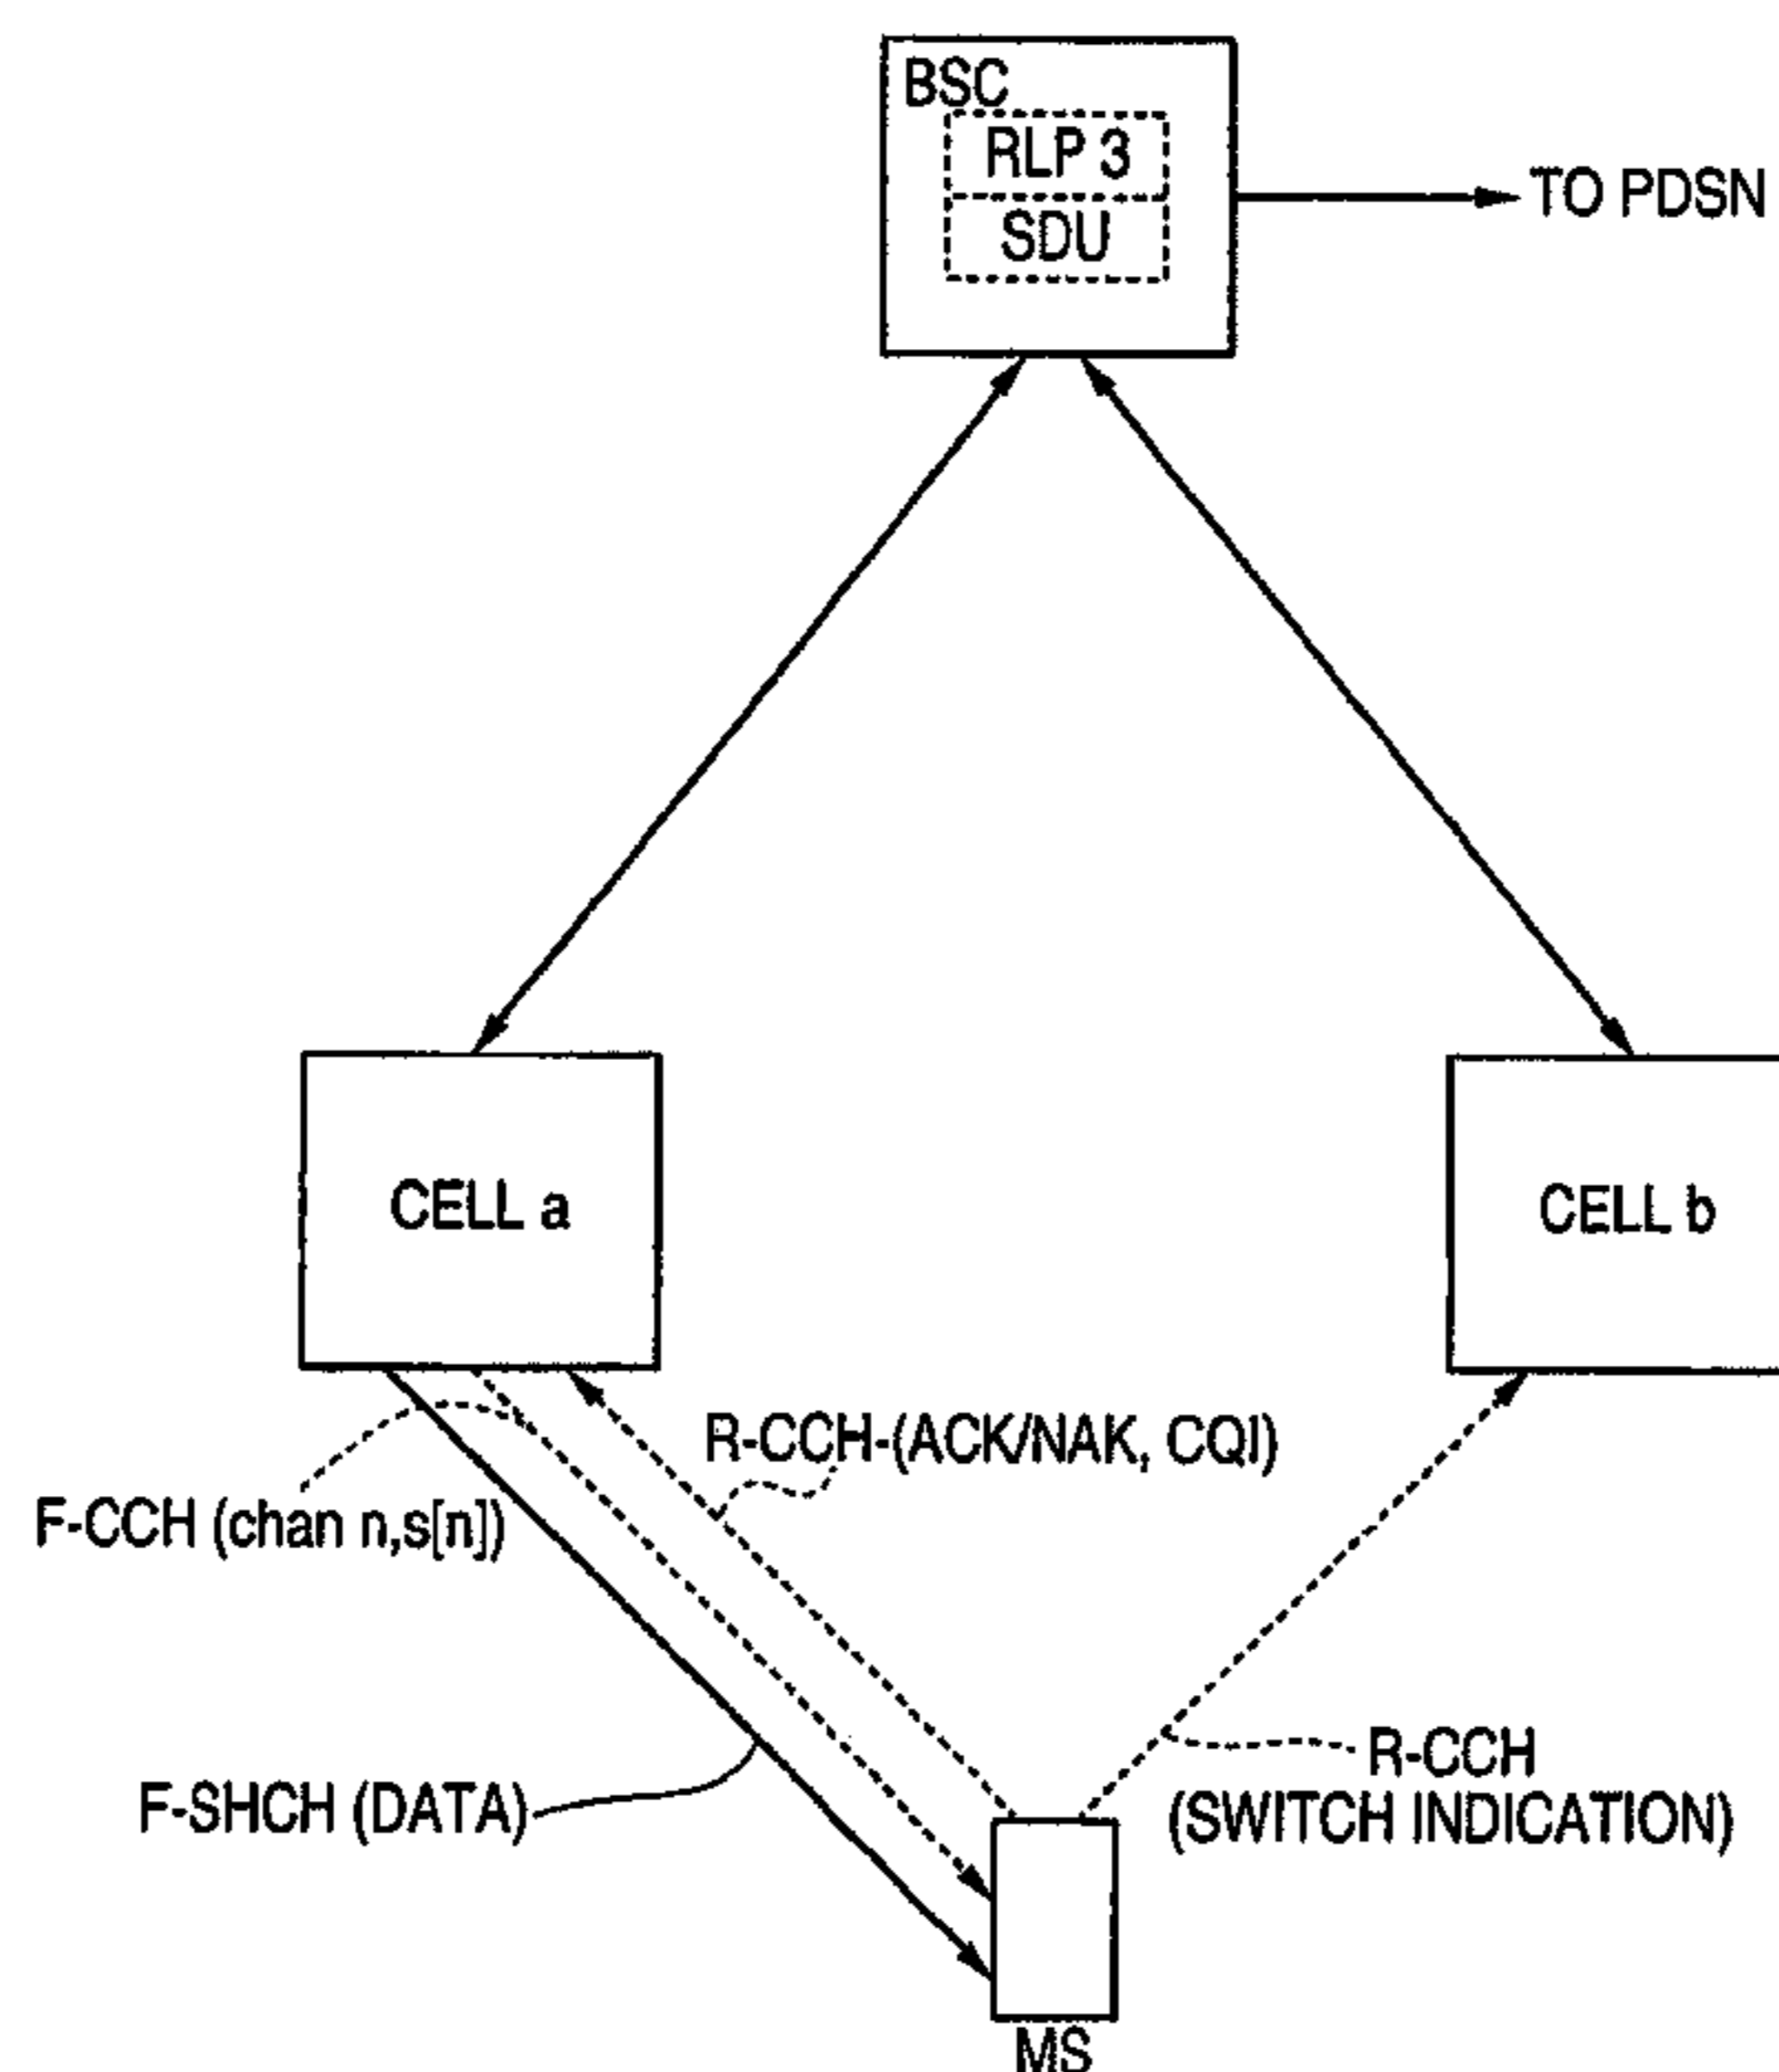 BSC
RLP 3
SDU
TO PDSN
CELL a
CELL b
R-CCH-(ACK/NAK, CQI)
F-CCH (chan n,s[n])
F-SHCH (DATA)
R-CCH
(SWITCH INDICATION)
MS